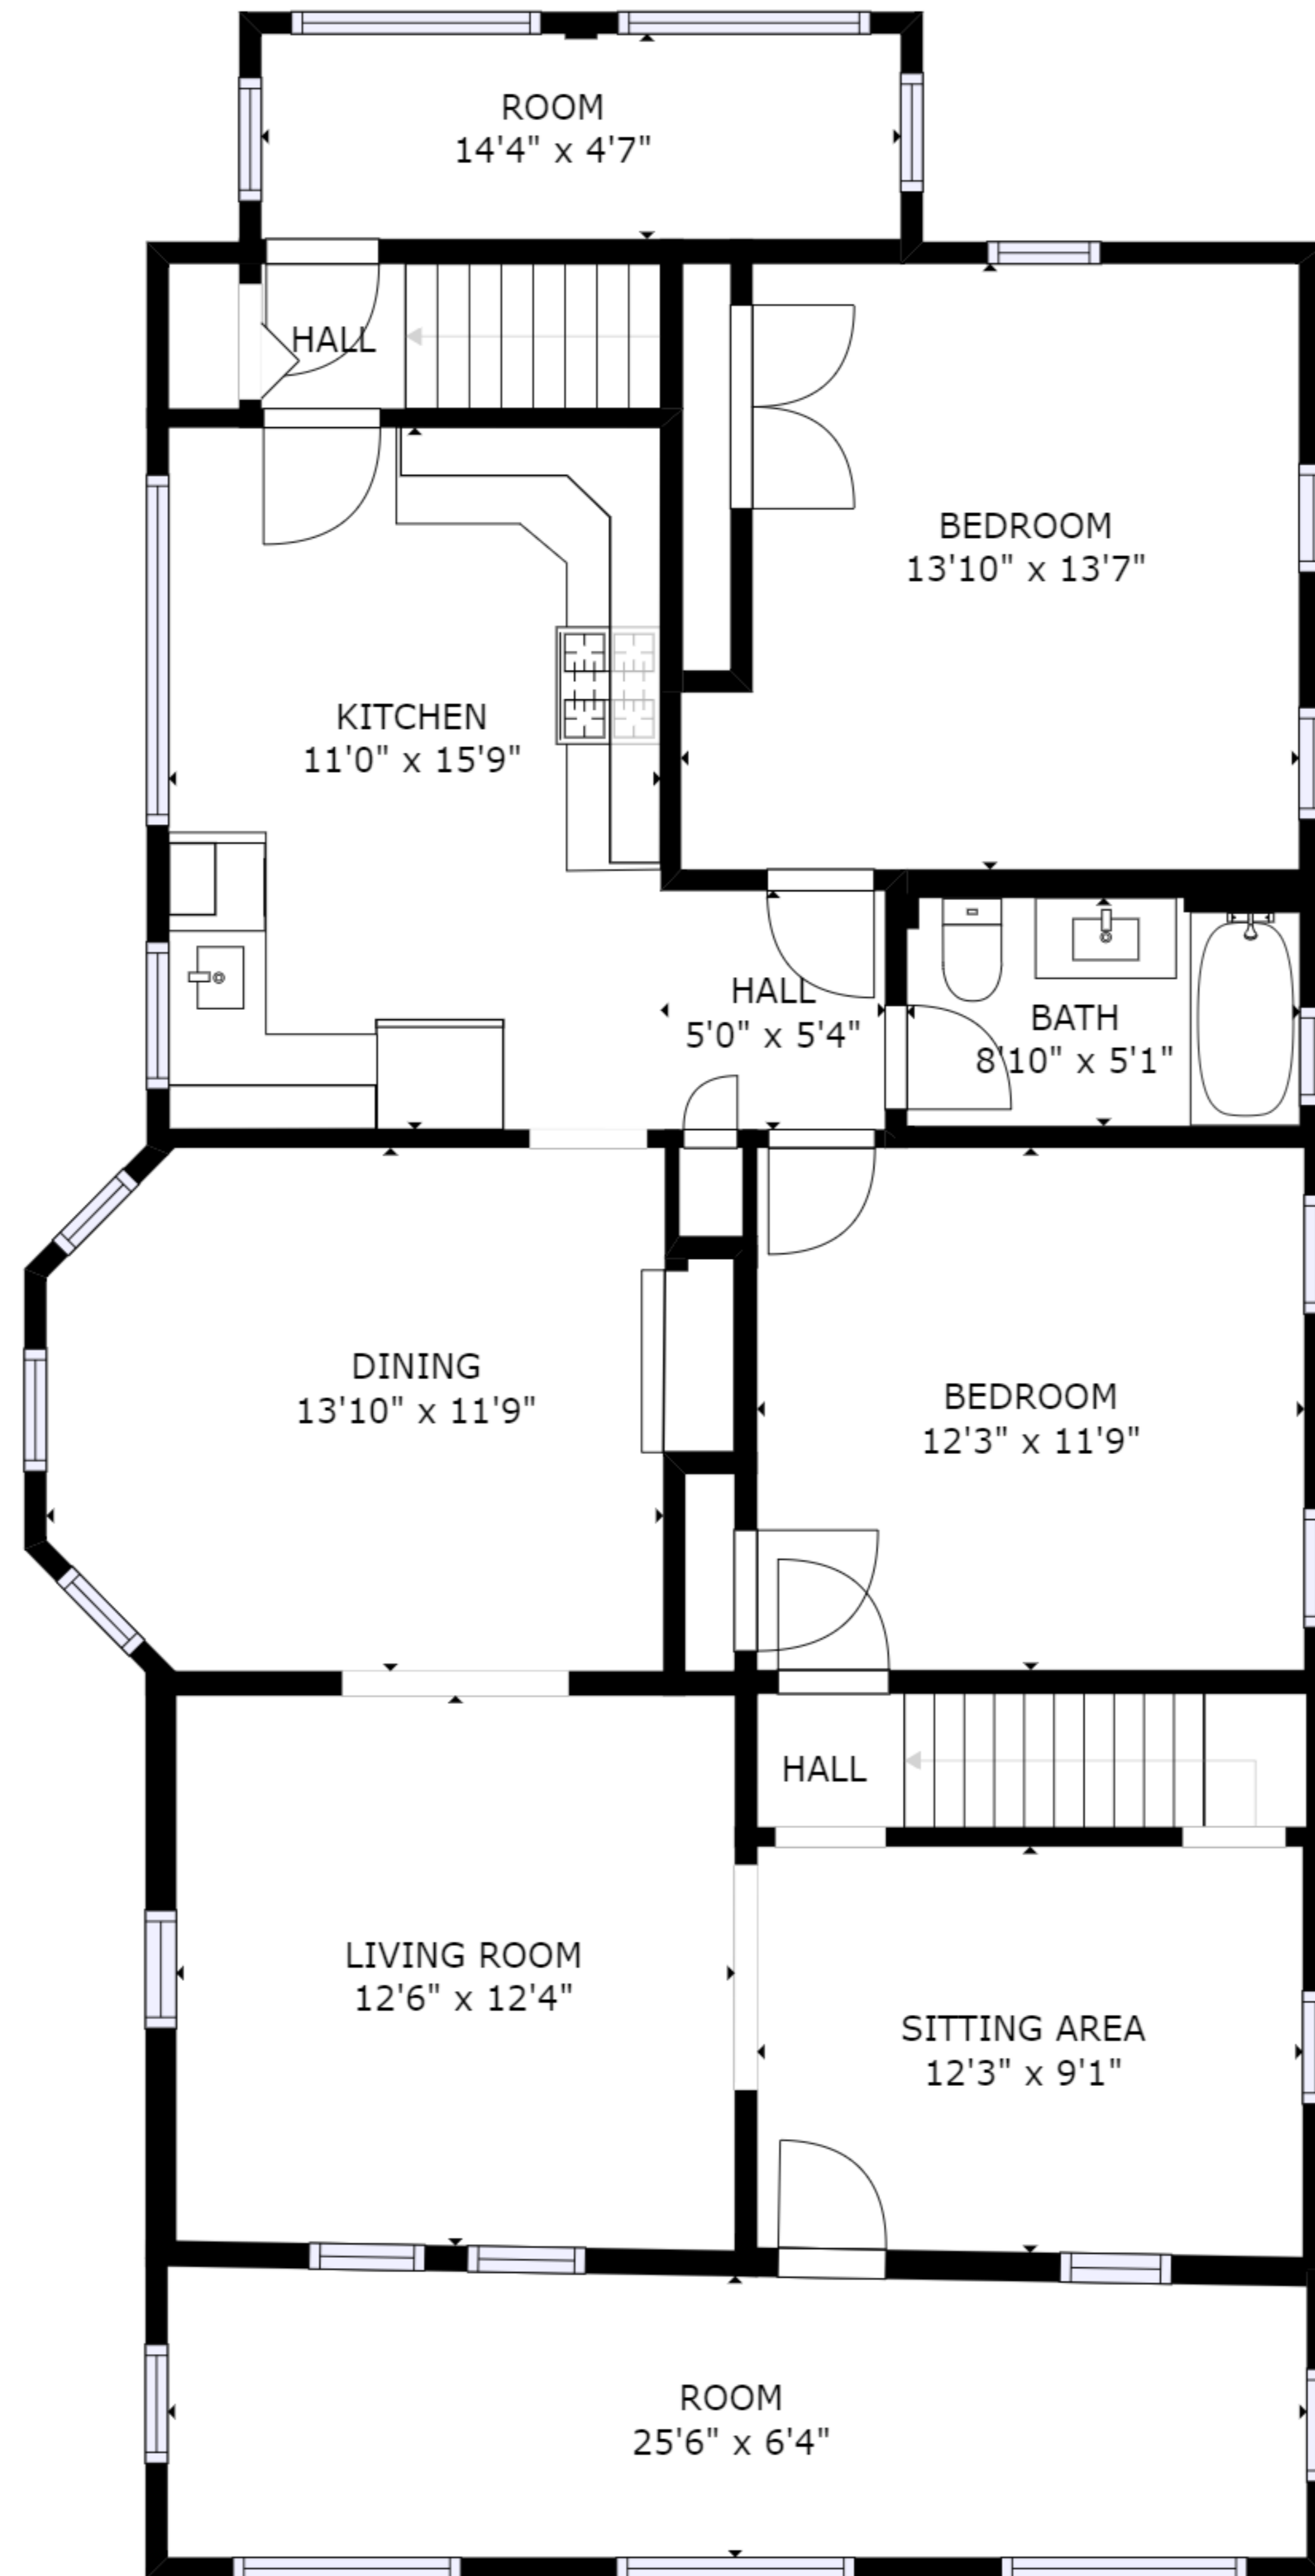 ROOM
14'4" x 4'7"
HALL
BEDROOM
13'10" x 13'7"
KITCHEN
11'0" x 15'9"
HALL
5'0" x 5'4"
BATH
8'10" x 5'1"
DINING
13'10" x 11'9"
BEDROOM
12'3" x 11'9"
HALL
LIVING ROOM
12'6" x 12'4"
SITTING AREA
12'3" x 9'1"
ROOM
25'6" x 6'4"